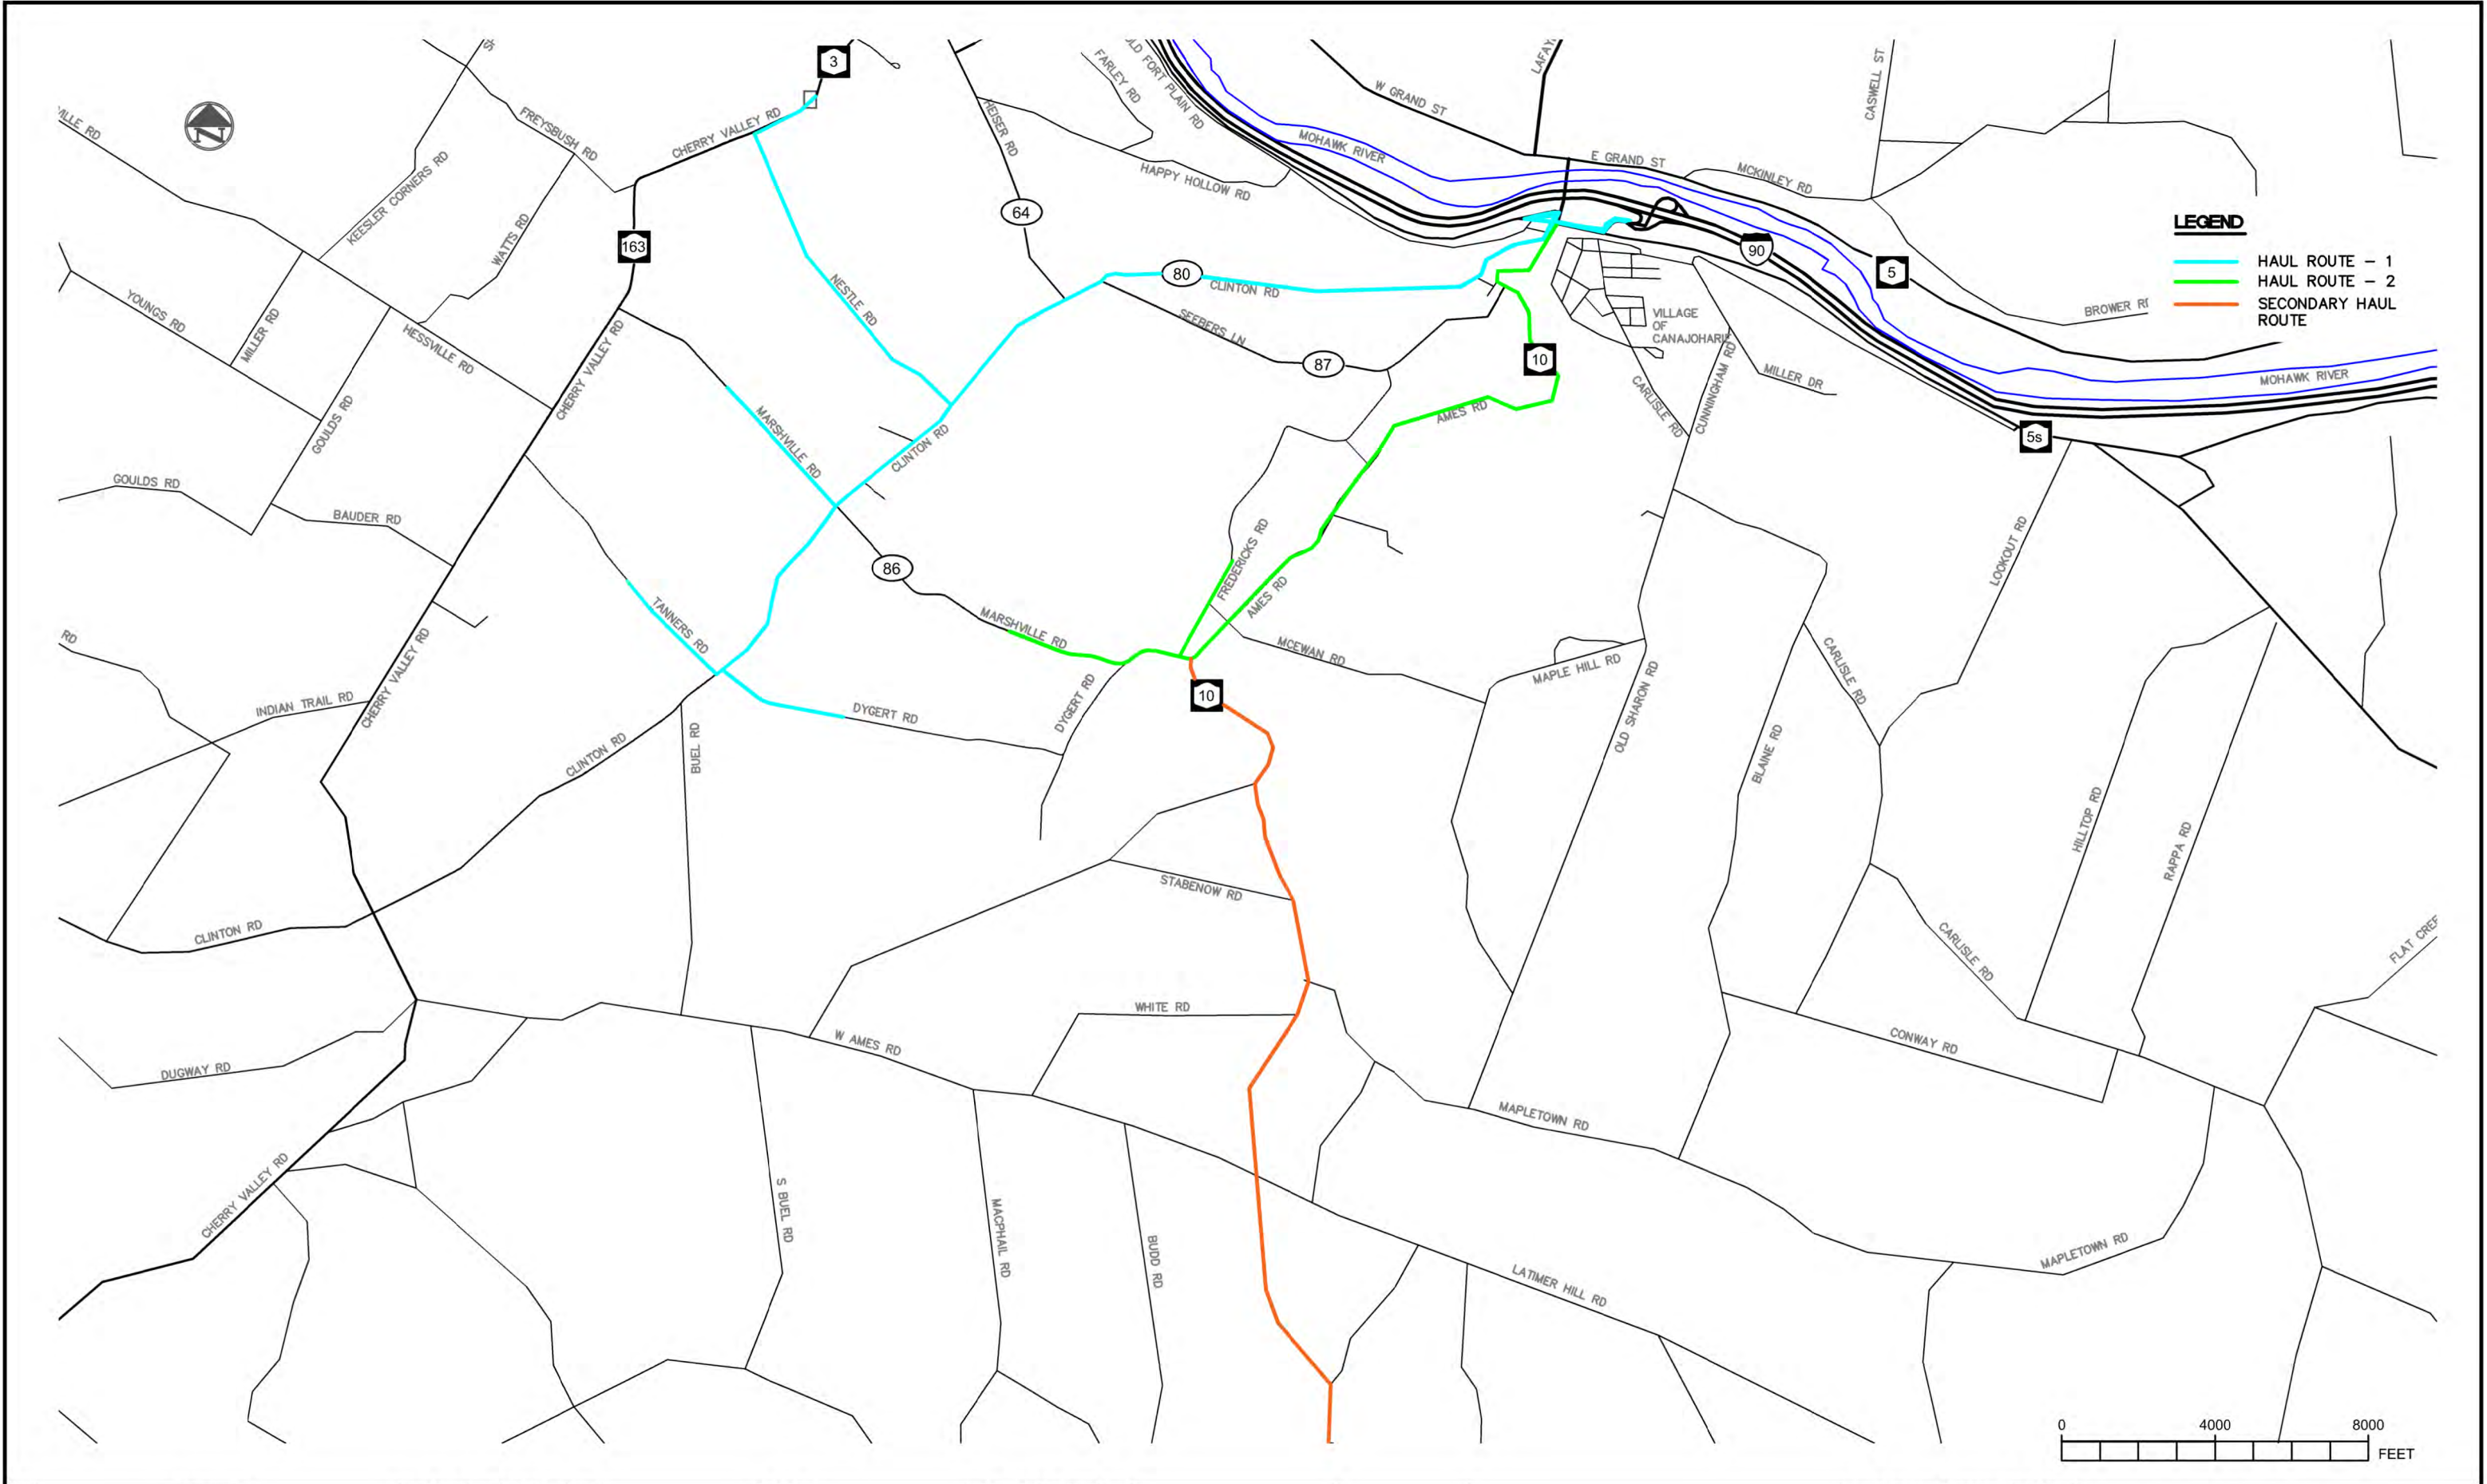 3
FARLEY RD
OLD FORT PLAIN RD
W GRAND ST
CASWELL ST
FREYSBUSH RD
CHERRY VALLEY RD
HEISER RD
MOHAWK RIVER
E GRAND ST
MCKINLEY RD
HAPPY HOLLOW RD
KEESLER CORNERS RD
WATTS RD
64
163
90
5
LEGEND
HAUL ROUTE – 1
HAUL ROUTE – 2
SECONDARY HAUL
ROUTE
80
CLINTON RD
NESTLE RD
YOUNGS RD
MILLER RD
HESSVILLE RD
SEEBERS LN
87
VILLAGE
OF
CANAJOHARIE
BROWER RD
10
MILLER DR
MOHAWK RIVER
CHERRY VALLEY RD
GOULDS RD
MARSHVILLE RD
CLINTON RD
AMES RD
CARLISLE RD
CUNNINGHAM RD
5s
GOULDS RD
BAUDER RD
86
FREDERICKS RD
AMES RD
LOOKOUT RD
TANNERS RD
MARSHVILLE RD
MCEWAN RD
RD
INDIAN TRAIL RD
CHERRY VALLEY RD
DYGERT RD
DYGERT RD
10
MAPLE HILL RD
OLD SHARON RD
CARLISLE RD
BUEL RD
CLINTON RD
BLAINE RD
HILLTOP RD
RAPPA RD
STABENOW RD
CLINTON RD
CARLISLE RD
FLAT CREE
WHITE RD
W AMES RD
CONWAY RD
DUGWAY RD
MAPLETOWN RD
CHERRY VALLEY RD
S BUEL RD
MACPHAIL RD
BUDD RD
MAPLETOWN RD
LATIMER HILL RD
0 4000 8000
FEET